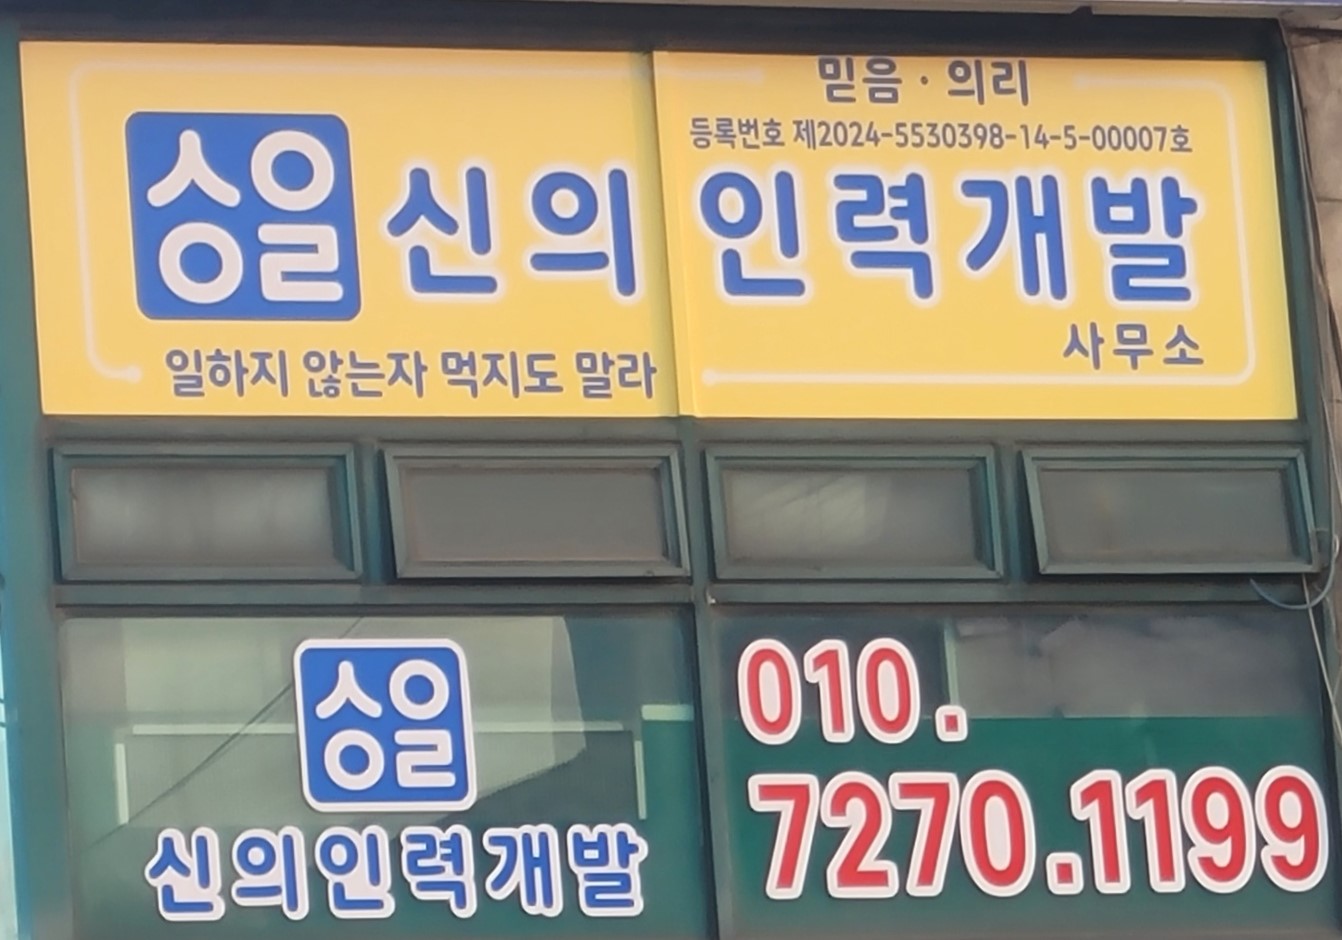 믿음 · 의리
등록번호 제2024-5530398-14-5-00007호
승일 신의 인력개발
사무소
일하지 않는자 먹지도 말라
승일
신의인력개발
010.
7270.1199